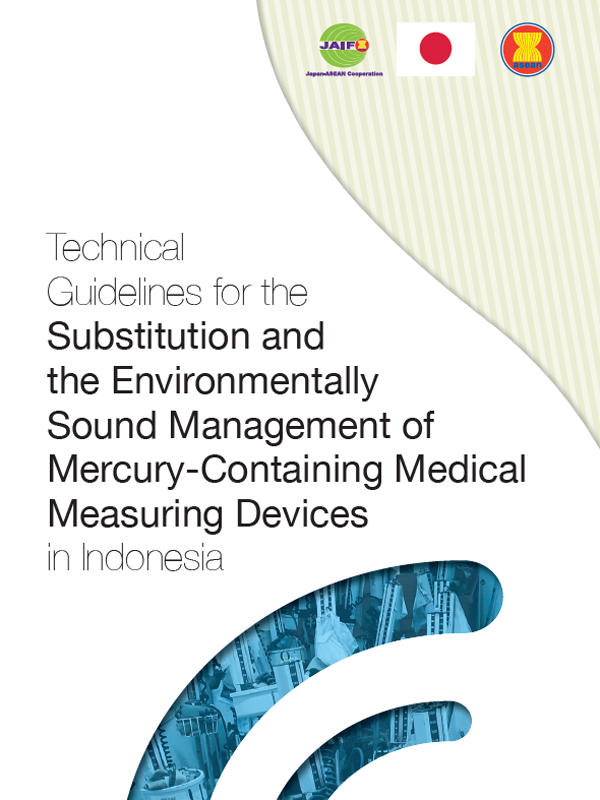 JAIF
Japan-ASEAN Cooperation
asean
Technical
Guidelines for the
Substitution and
the Environmentally
Sound Management of
Mercury-Containing Medical
Measuring Devices
in Indonesia